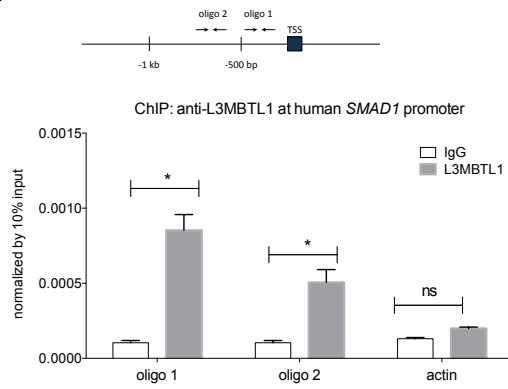 oligo 2 oligo 1
TSS
-1 kb -500 bp
ChIP: anti-L3MBTL1 at human SMAD1 promoter
normalized by 10% input
0.0015
0.0010
0.0005
0.0000
IgG
L3MBTL1
*
*
ns
oligo 1 oligo 2 actin